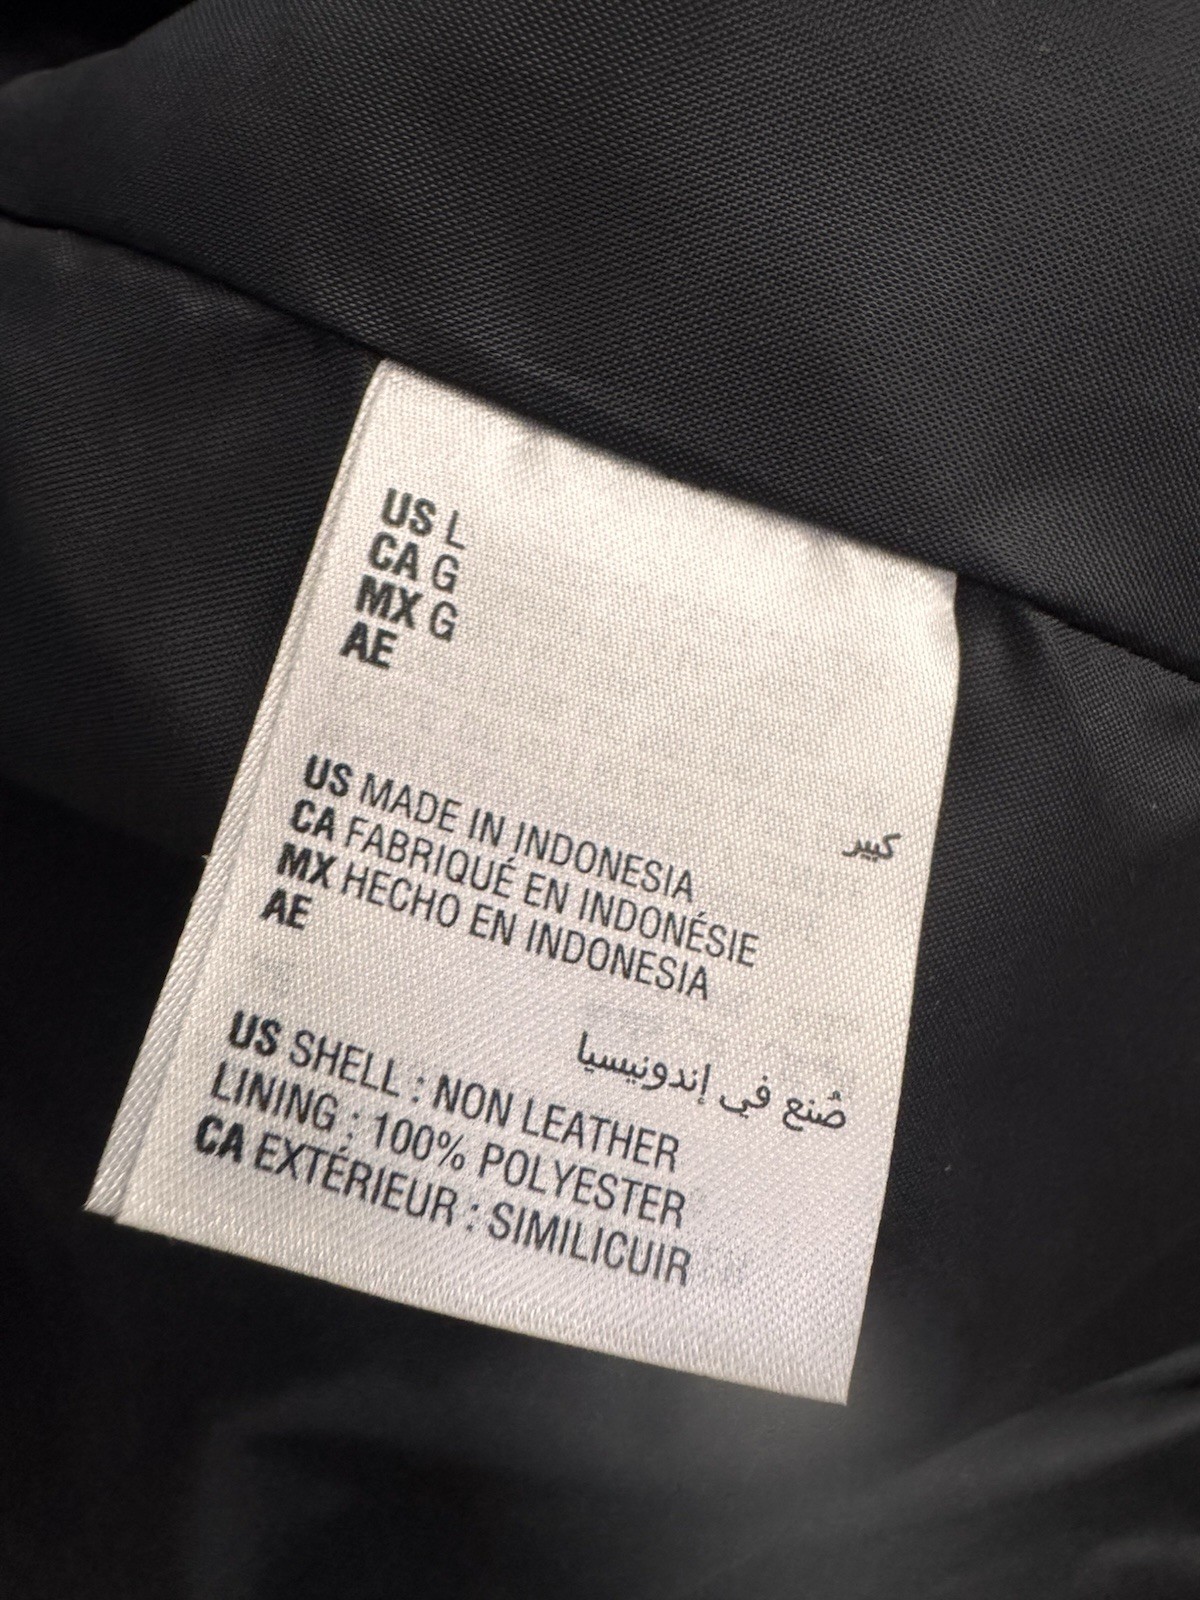 US L
CA G
MX G
AE
كبير
US MADE IN INDONESIA
CA FABRIQUÉ EN INDONÉSIE
MX HECHO EN INDONESIA
AE
صُنع في إندونيسيا
US SHELL : NON LEATHER
LINING : 100% POLYESTER
CA EXTÉRIEUR : SIMILICUIR